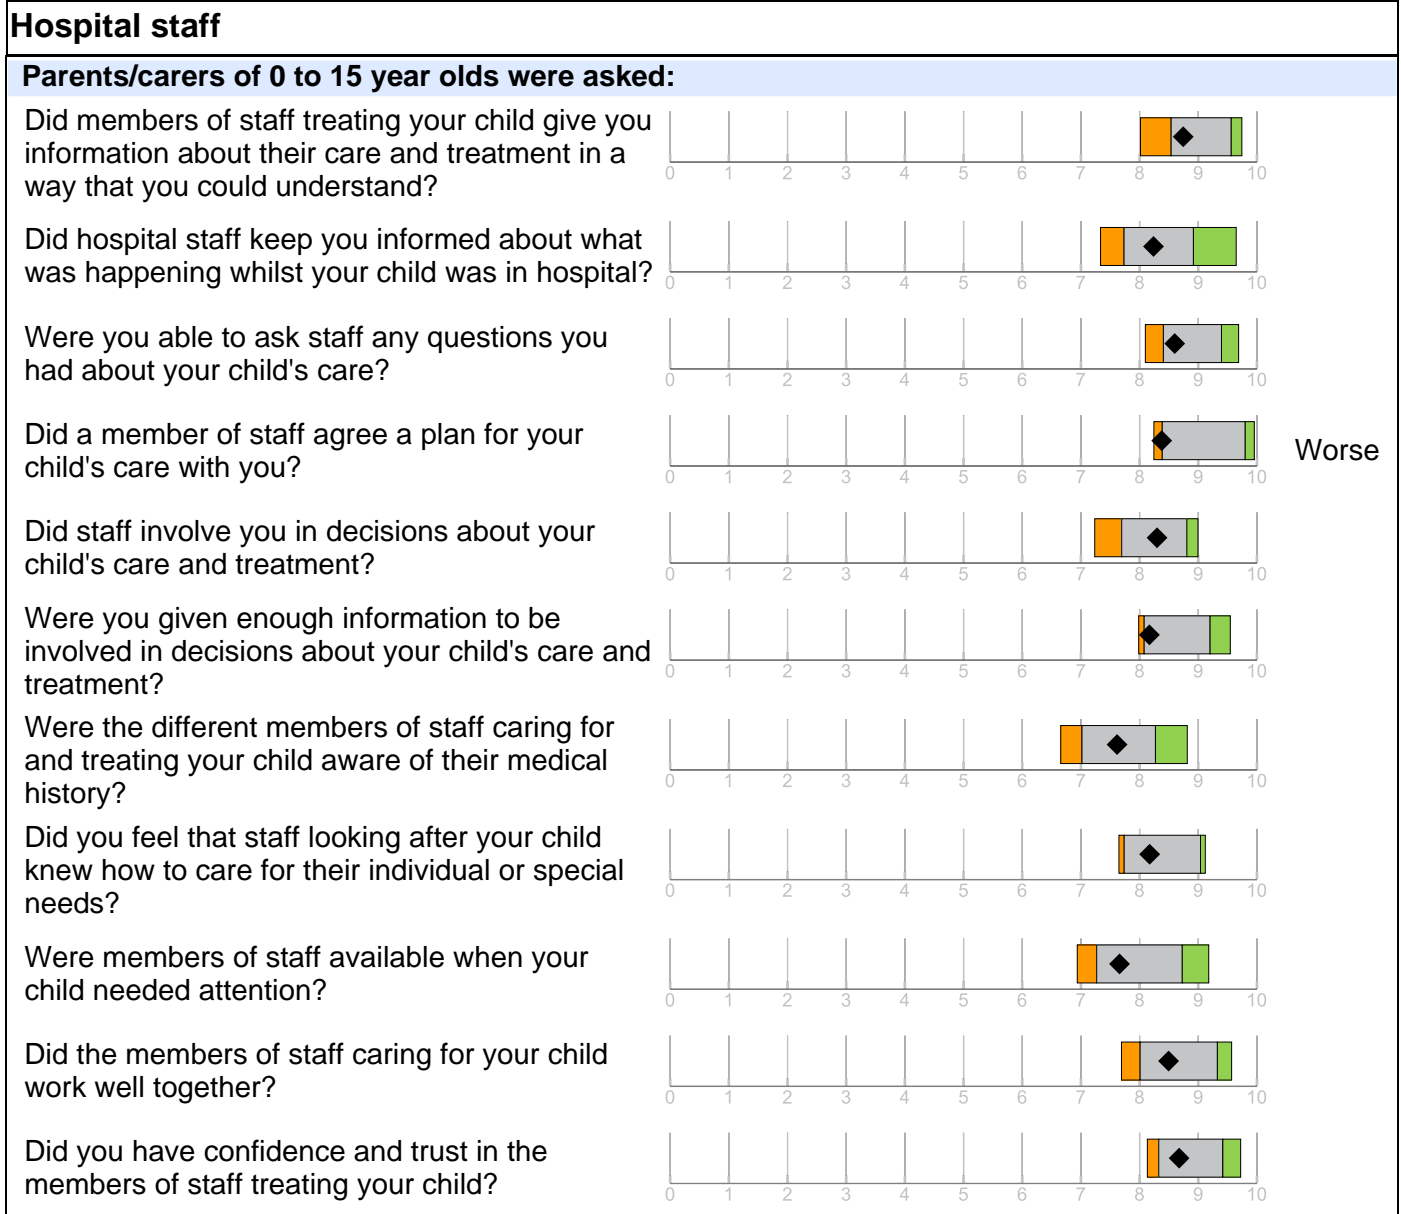 Hospital staff
Parents/carers of 0 to 15 year olds were asked:
Did members of staff treating your child give you
information about their care and treatment in a
way that you could understand?
0 1 2 3 4 5 6 7 8 9 10
Did hospital staff keep you informed about what
was happening whilst your child was in hospital?
0 1 2 3 4 5 6 7 8 9 10
Were you able to ask staff any questions you
had about your child's care?
0 1 2 3 4 5 6 7 8 9 10
Did a member of staff agree a plan for your
child's care with you?
Worse
0 1 2 3 4 5 6 7 8 9 10
Did staff involve you in decisions about your
child's care and treatment?
0 1 2 3 4 5 6 7 8 9 10
Were you given enough information to be
involved in decisions about your child's care and
treatment?
0 1 2 3 4 5 6 7 8 9 10
Were the different members of staff caring for
and treating your child aware of their medical
history?
0 1 2 3 4 5 6 7 8 9 10
Did you feel that staff looking after your child
knew how to care for their individual or special
needs?
0 1 2 3 4 5 6 7 8 9 10
Were members of staff available when your
child needed attention?
0 1 2 3 4 5 6 7 8 9 10
Did the members of staff caring for your child
work well together?
0 1 2 3 4 5 6 7 8 9 10
Did you have confidence and trust in the
members of staff treating your child?
0 1 2 3 4 5 6 7 8 9 10